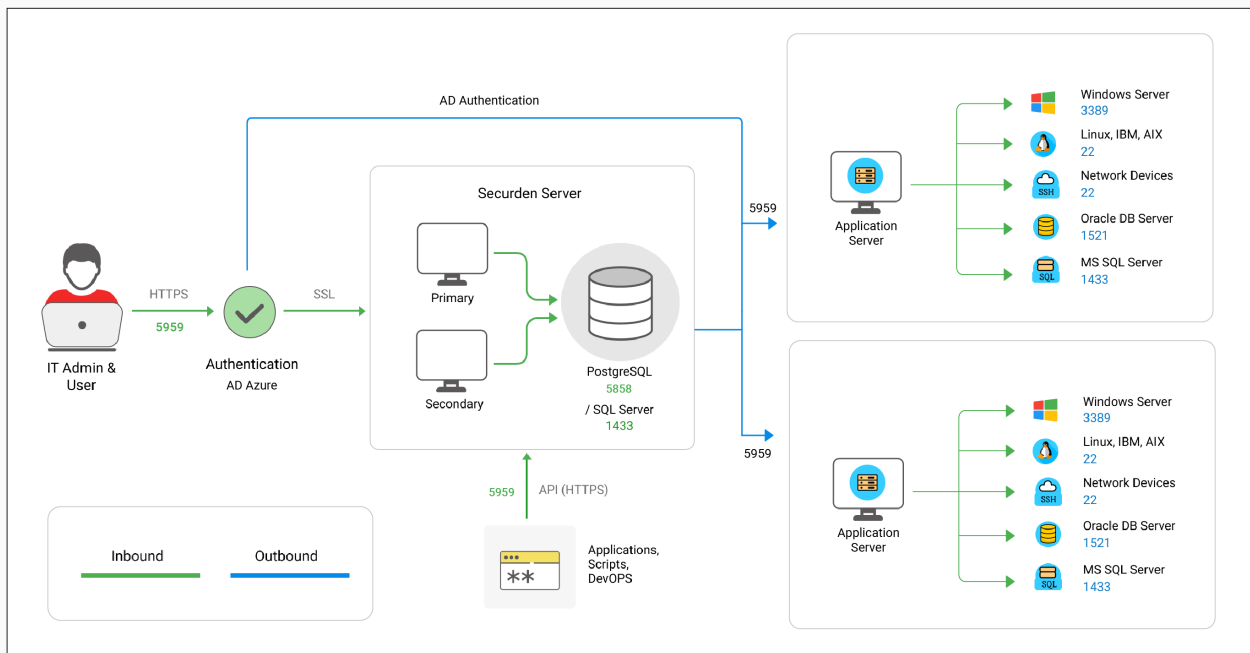 AD Authentication
Securden Server
Primary
Secondary
PostgreSQL
5858
/ SQL Server
1433
HTTPS
5959
SSL
IT Admin &
User
Authentication
AD Azure
5959
API (HTTPS)
Applications,
Scripts,
DevOPS
Inbound
Outbound
5959
5959
Application
Server
Windows Server
3389
Linux, IBM, AIX
22
SSH
Network Devices
22
Oracle DB Server
1521
SQL
MS SQL Server
1433
Application
Server
Windows Server
3389
Linux, IBM, AIX
22
SSH
Network Devices
22
Oracle DB Server
1521
SQL
MS SQL Server
1433